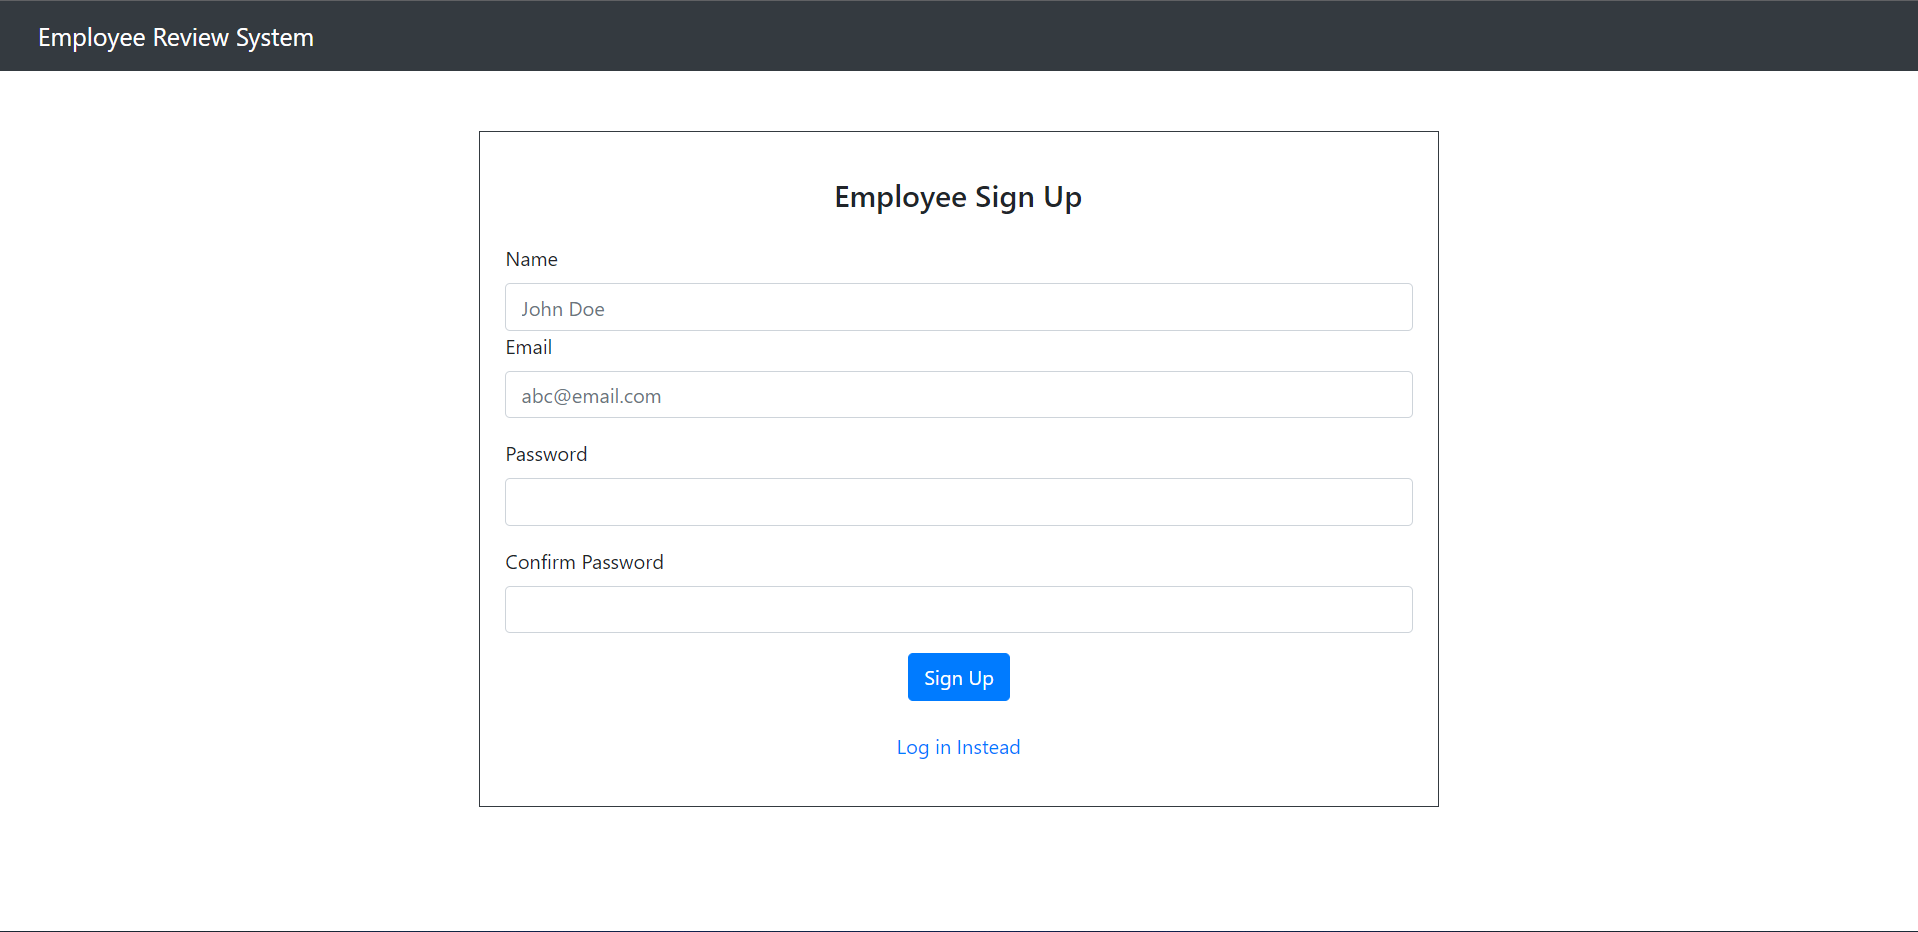 Employee Review System
Employee Sign Up
Name
John Doe
Email
abc@email.com
Password
Confirm Password
Sign Up
Log in Instead